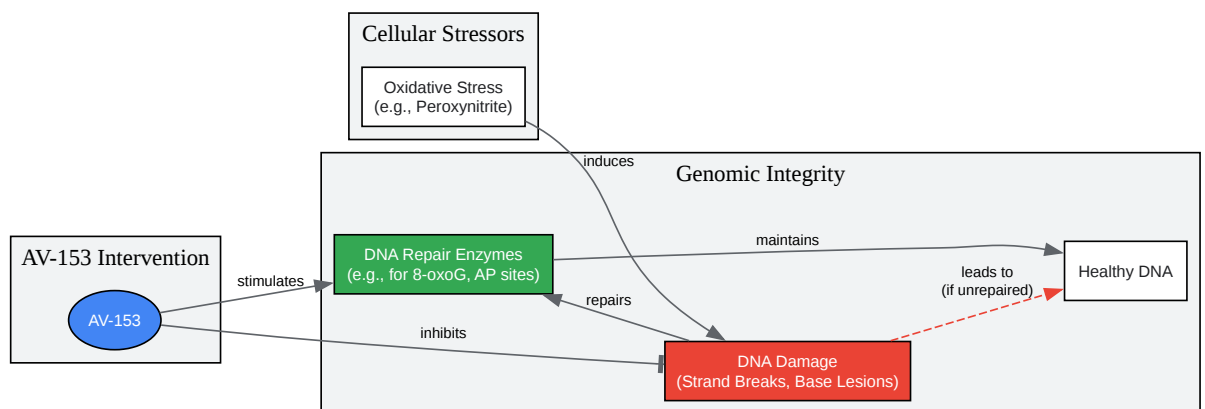 Cellular Stressors
Oxidative Stress
(e.g., Peroxynitrite)
induces
Genomic Integrity
AV-153 Intervention
AV-153
stimulates
inhibits
DNA Repair Enzymes
(e.g., for 8-oxoG, AP sites)
maintains
repairs
leads to
(if unrepaired)
Healthy DNA
DNA Damage
(Strand Breaks, Base Lesions)